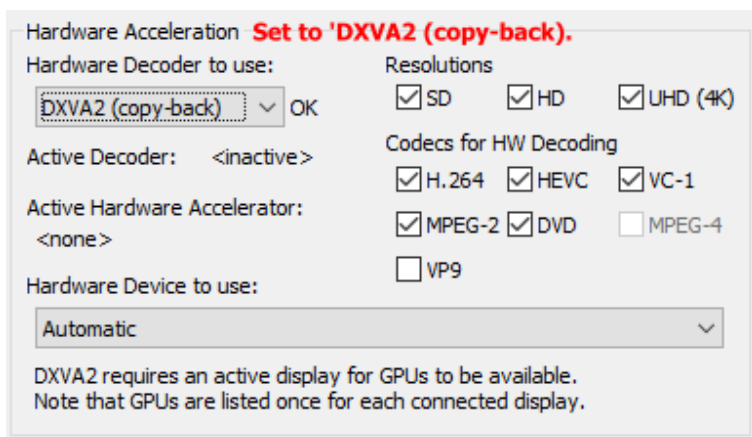 Hardware Acceleration Set to 'DXVA2 (copy-back).
Hardware Decoder to use:
DXVA2 (copy-back) OK
Active Decoder: <inactive>
Active Hardware Accelerator:
<none>
Resolutions
SD HD UHD (4K)
Codecs for HW Decoding
H.264 HEVC VC-1
MPEG-2 DVD MPEG-4
VP9
Hardware Device to use:
Automatic
DXVA2 requires an active display for GPUs to be available.
Note that GPUs are listed once for each connected display.